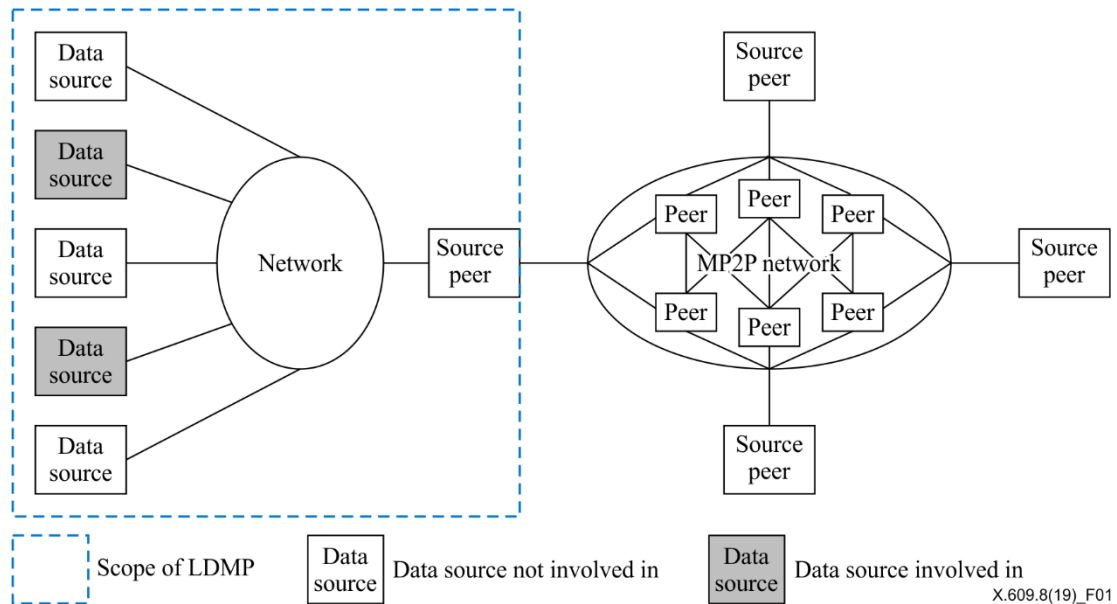 Data
source
Data
source
Data
source
Data
source
Data
source
Network
Source
peer
Source
peer
Peer
Peer
Peer
MP2P network
Peer
Peer
Peer
Source
peer
Source
peer
Scope of LDMP
Data
source
Data source not involved in
Data
source
Data source involved in
X.609.8(19)_F01